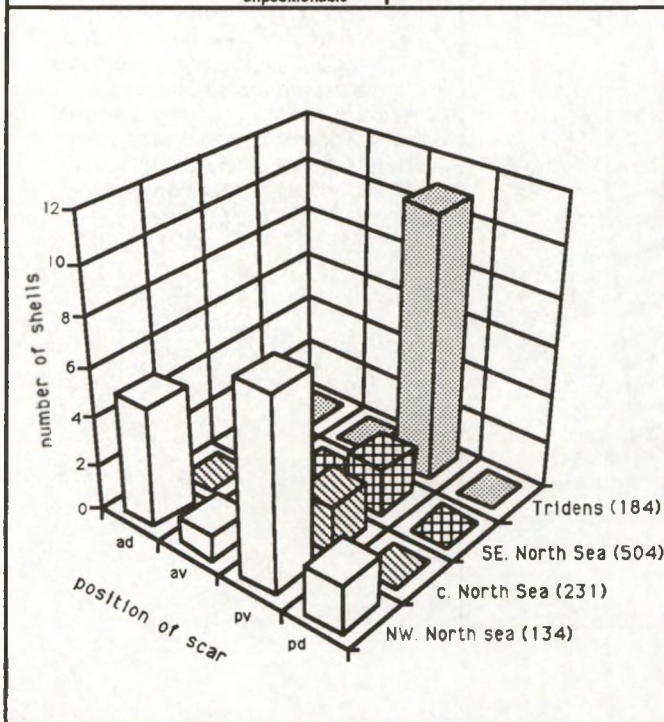 unpositionable
12
10
8
6
4
2
0
number of shells
ad
av
pv
pd
position of scar
Tridens (184)
SE. North Sea (504)
c. North Sea (231)
NW. North sea (134)